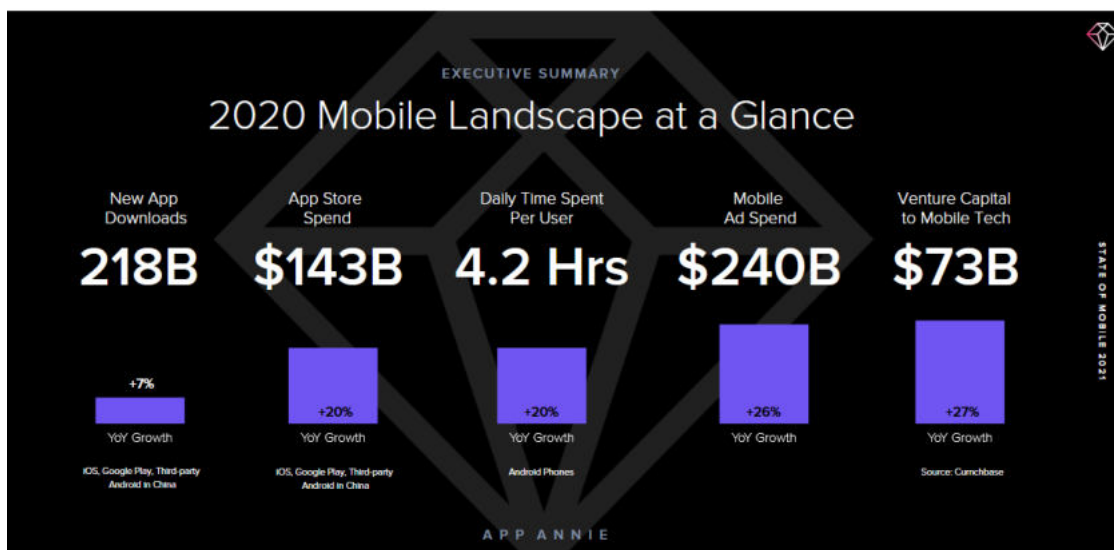 EXECUTIVE SUMMARY
2020 Mobile Landscape at a Glance
New App
Downloads
218B
+7%
YoY Growth
iOS, Google Play, Third-party
Android in China
App Store
Spend
$143B
+20%
YoY Growth
iOS, Google Play, Third-party
Android in China
Daily Time Spent
Per User
4.2 Hrs
+20%
YoY Growth
Android Phones
Mobile
Ad Spend
$240B
+26%
YoY Growth
Venture Capital
to Mobile Tech
$73B
+27%
YoY Growth
Source: Curnchbase
STATE OF MOBILE 2021
APP ANNIE